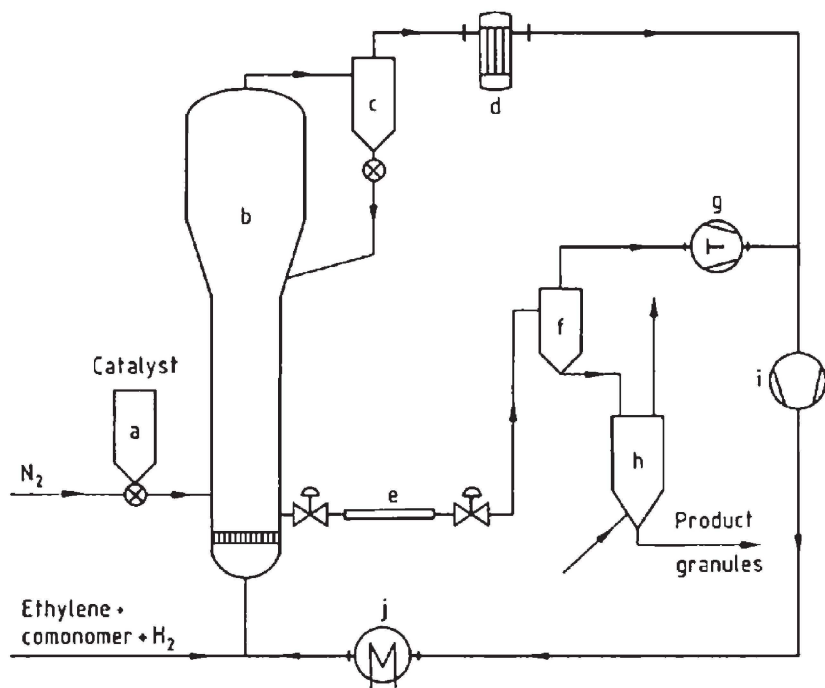 c
d
b
g
f
Catalyst
i
a
h
N₂
e
Product
granules
Ethylene +
comonomer + H₂
j